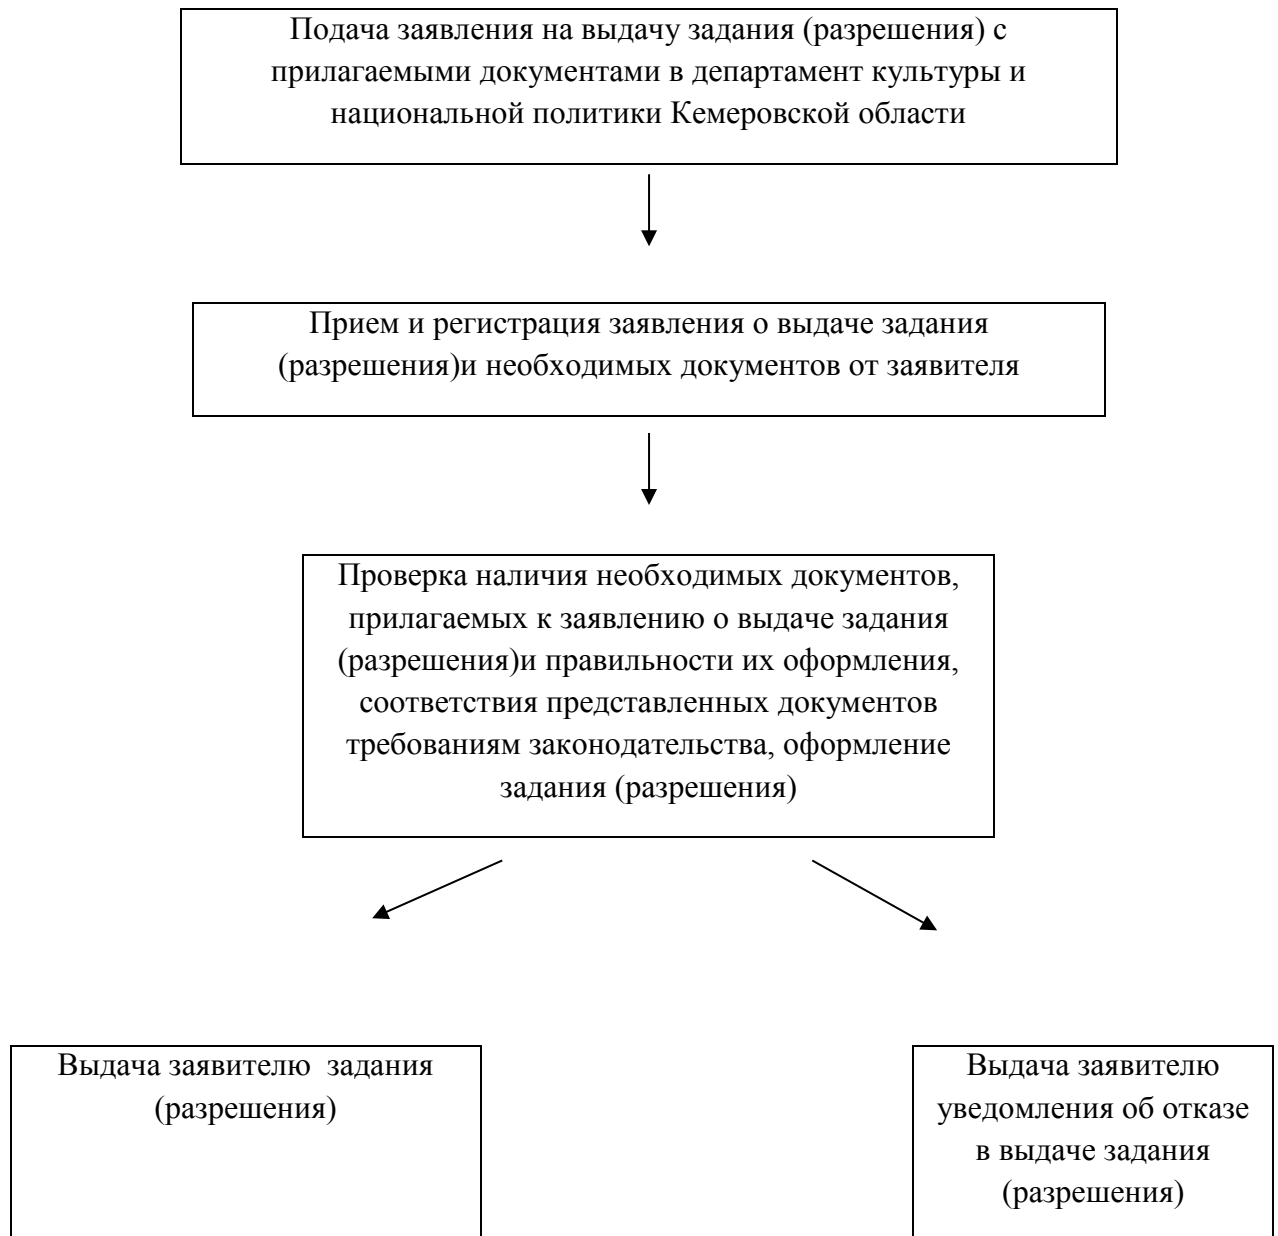 Подача заявления на выдачу задания (разрешения) с
прилагаемыми документами в департамент культуры и
национальной политики Кемеровской области
Прием и регистрация заявления о выдаче задания
(разрешения)и необходимых документов от заявителя
Проверка наличия необходимых документов,
прилагаемых к заявлению о выдаче задания
(разрешения)и правильности их оформления,
соответствия представленных документов
требованиям законодательства, оформление
задания (разрешения)
Выдача заявителю  задания
(разрешения)
Выдача заявителю
уведомления об отказе
в выдаче задания
(разрешения)